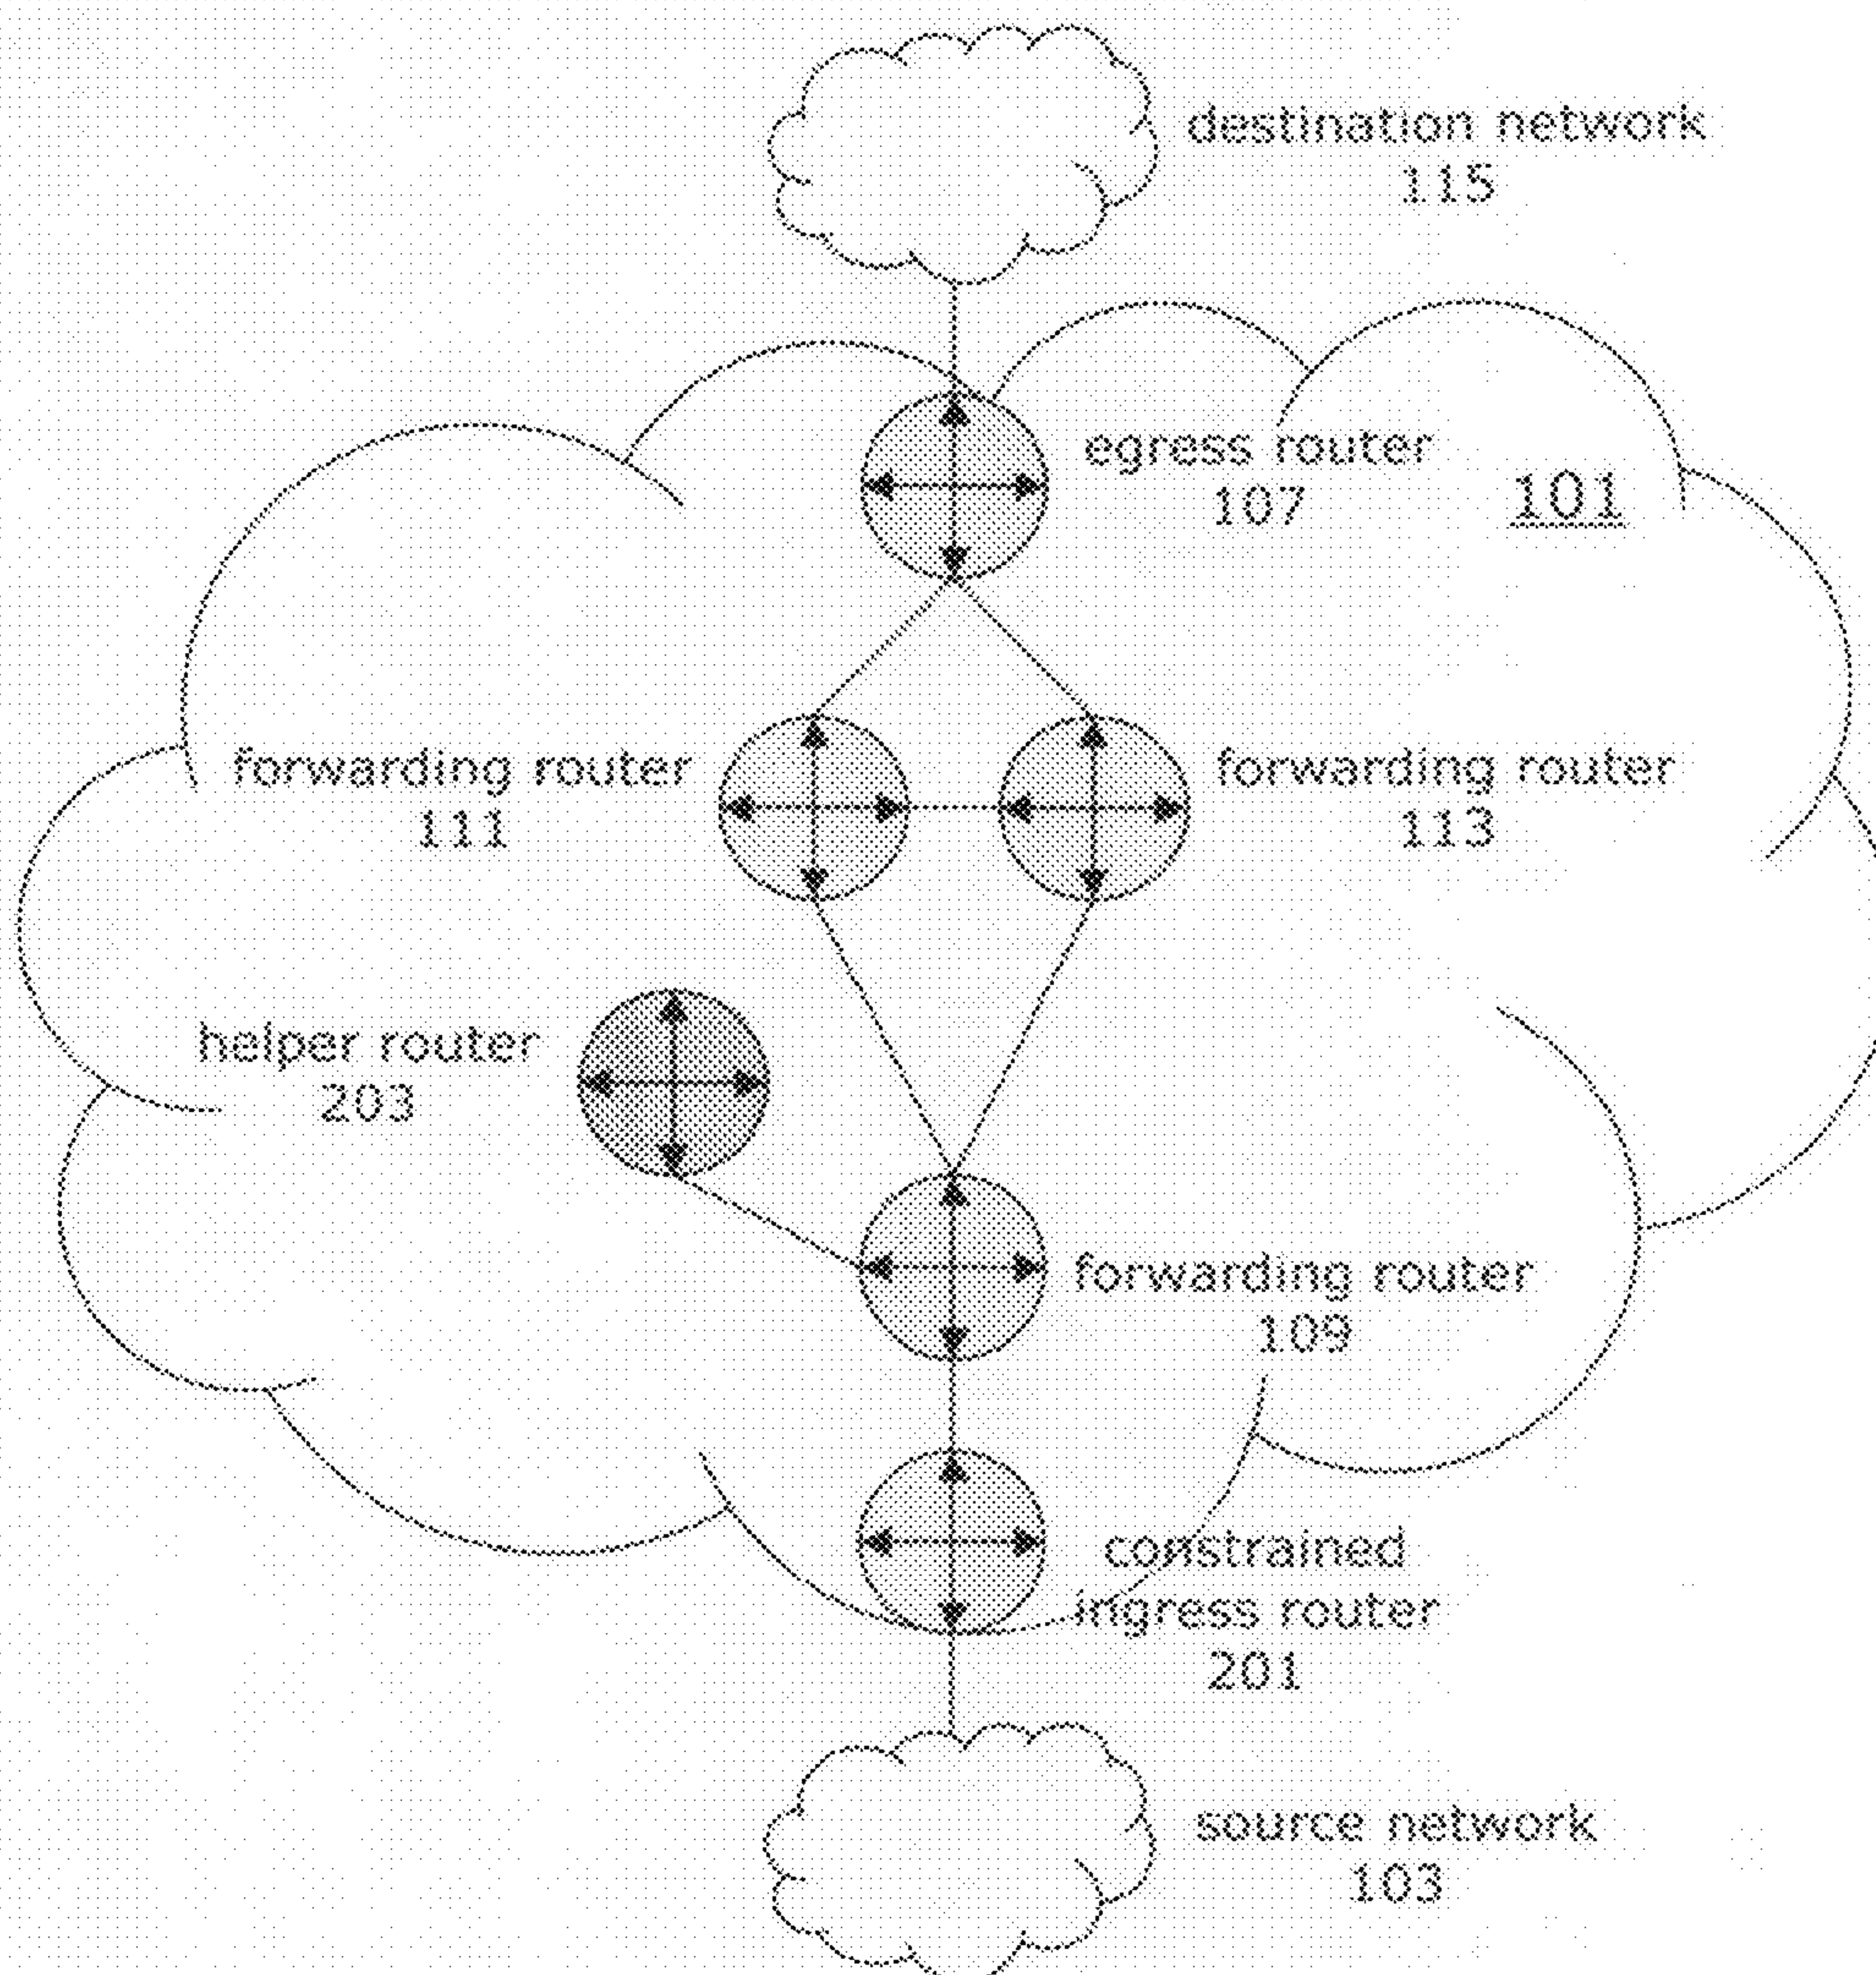 destination network
115
egress router
107
101
forwarding router
111
forwarding router
113
helper router
203
forwarding router
109
constrained
ingress router
201
source network
103